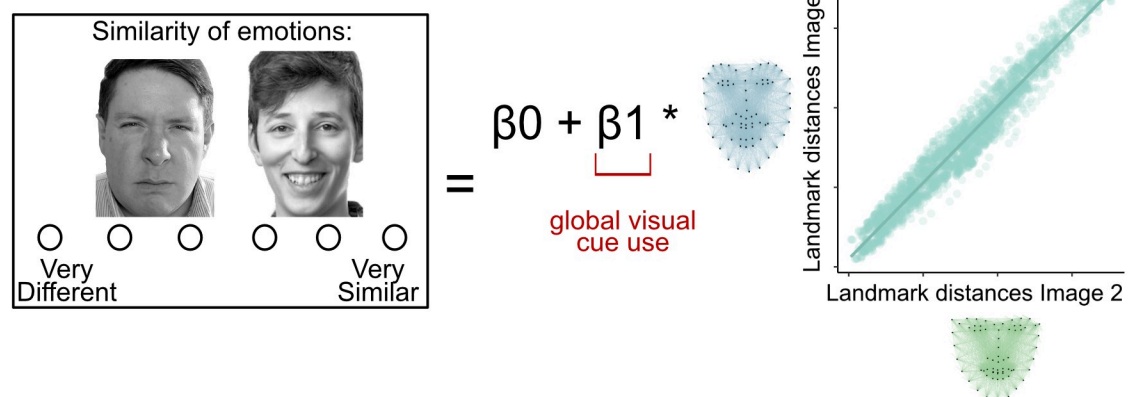 Similarity of emotions:
Very
Different
Very
Similar
=
β0 + β1 *
global visual
cue use
Landmark distances Image
Landmark distances Image 2